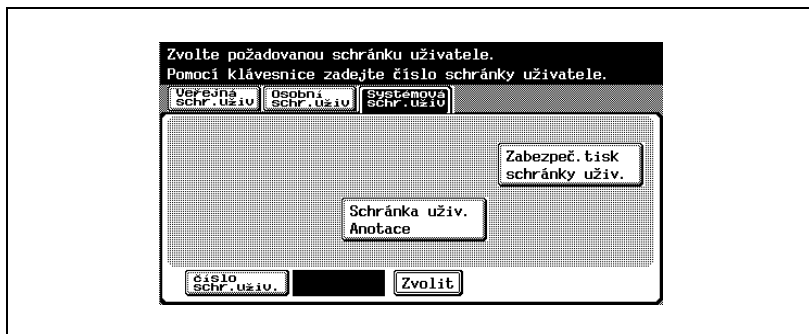 Zvolte požadovanou schránku uživatele.
Pomocí klávesnice zadejte číslo schránky uživatele.
Veřejná
schr.uživ
Osobní
schr.uživ
Systémová
schr.uživ
Zabezpeč.tisk
schránky uživ.
Schránka uživ.
Anotace
číslo
schr.uživ.
Zvolit